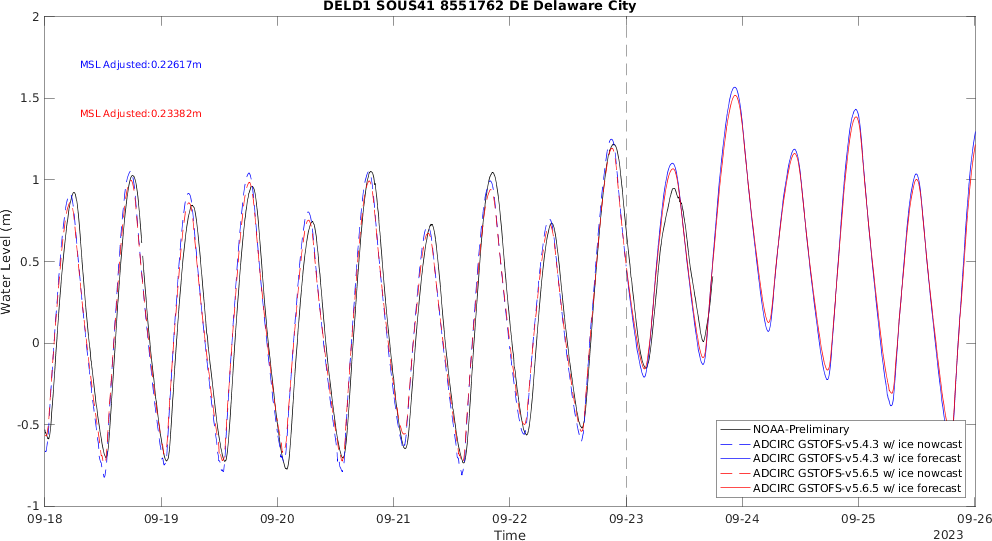 DELD1 SOUS41 8551762 DE Delaware City
2
MSL Adjusted:0.22617m
1.5
MSL Adjusted:0.23382m
1
Water Level (m)
0.5
0
-0.5
NOAA-Preliminary
ADCIRC GSTOFS-v5.4.3 w/ ice nowcast
ADCIRC GSTOFS-v5.4.3 w/ ice forecast
ADCIRC GSTOFS-v5.6.5 w/ ice nowcast
ADCIRC GSTOFS-v5.6.5 w/ ice forecast
-1
09-18 09-19 09-20 09-21 09-22 09-23 09-24 09-25 09-26
Time
2023